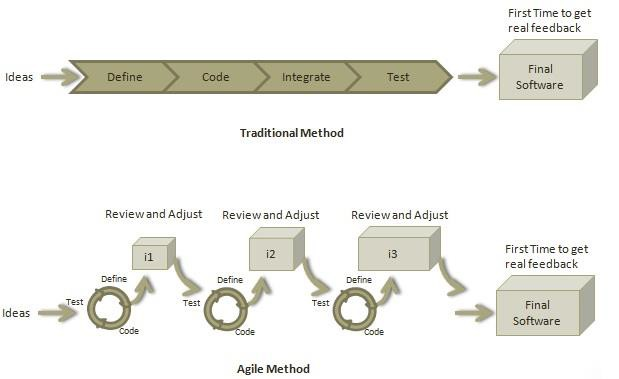 First Time to get
real feedback
Ideas
Define
Code
Integrate
Test
Final
Software
Traditional Method
Review and Adjust
Review and Adjust
Review and Adjust
i1
i2
i3
First Time to get
real feedback
Define
Define
Define
Test
Test
Test
Ideas
Code
Code
Code
Final
Software
Agile Method